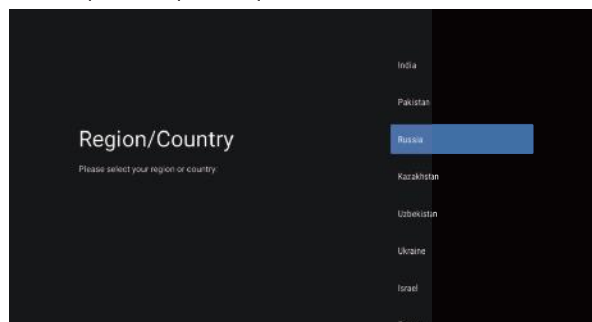 Region/Country
Please select your region or country:
India
Pakistan
Russia
Kazakhstan
Uzbekistan
Ukraine
Israel